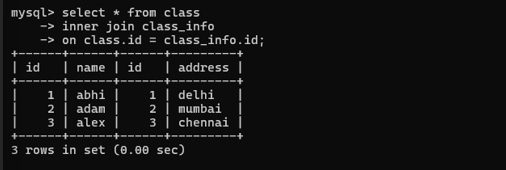 mysql> select * from class
    -> inner join class_info
    -> on class.id = class_info.id;
+------+------+------+---------+
| id   | name | id   | address |
+------+------+------+---------+
|    1 | abhi |    1 | delhi   |
|    2 | adam |    2 | mumbai  |
|    3 | alex |    3 | chennai |
+------+------+------+---------+
3 rows in set (0.00 sec)